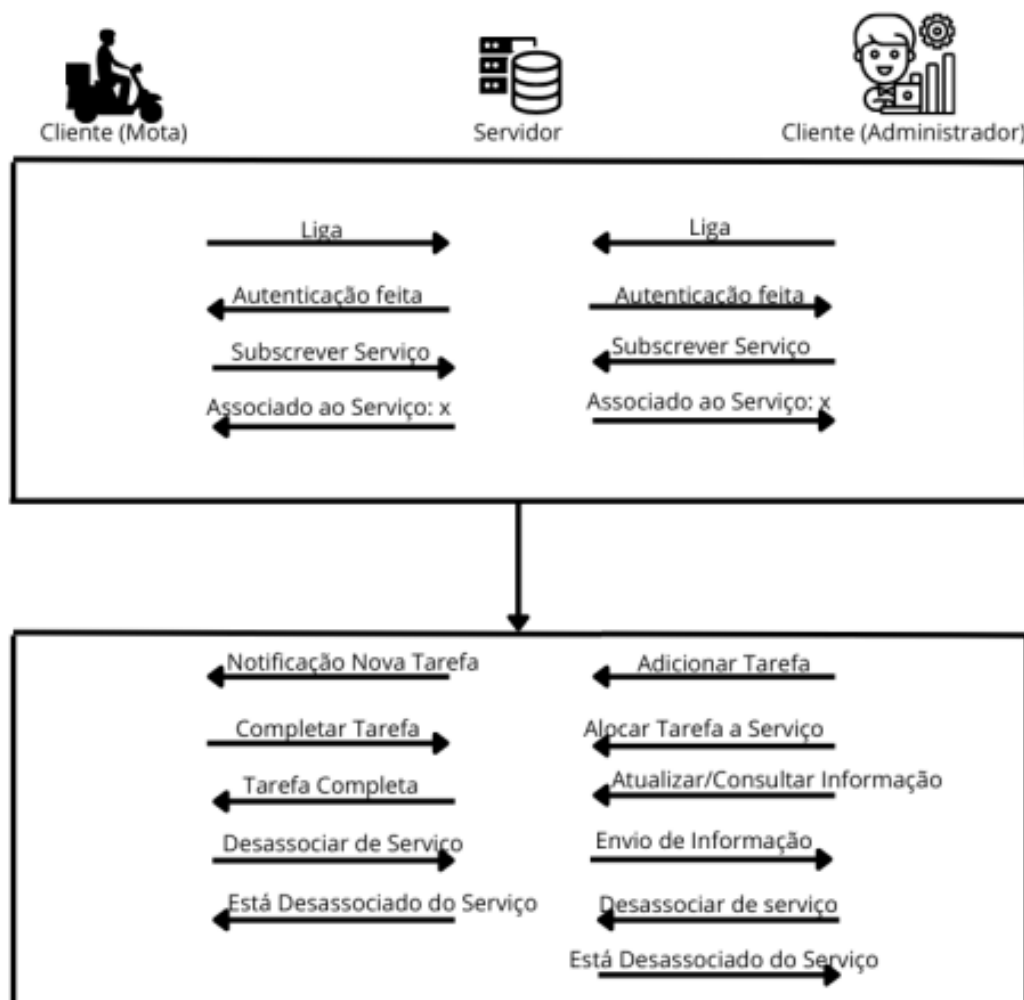 Cliente (Mota)
Servidor
Cliente (Administrador)
Liga
Liga
Autenticação feita
Autenticação feita
Subscrever Serviço
Subscrever Serviço
Associado ao Serviço: x
Associado ao Serviço: x
Notificação Nova Tarefa
Adicionar Tarefa
Completar Tarefa
Alocar Tarefa a Serviço
Tarefa Completa
Atualizar/Consultar Informação
Desassociar de Serviço
Envio de Informação
Está Desassociado do Serviço
Desassociar de serviço
Está Desassociado do Serviço